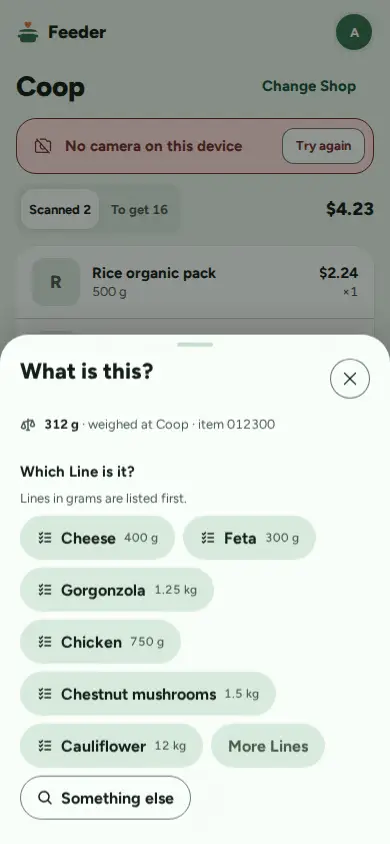 Feeder
A
Coop
Change Shop
No camera on this device
Try again
Scanned 2
To get 16
$4.23
R
Rice organic pack
$2.24
500 g
×1
What is this?
312 g · weighed at Coop · item 012300
Which Line is it?
Lines in grams are listed first.
Cheese 400 g
Feta 300 g
Gorgonzola 1.25 kg
Chicken 750 g
Chestnut mushrooms 1.5 kg
Cauliflower 12 kg
More Lines
Something else